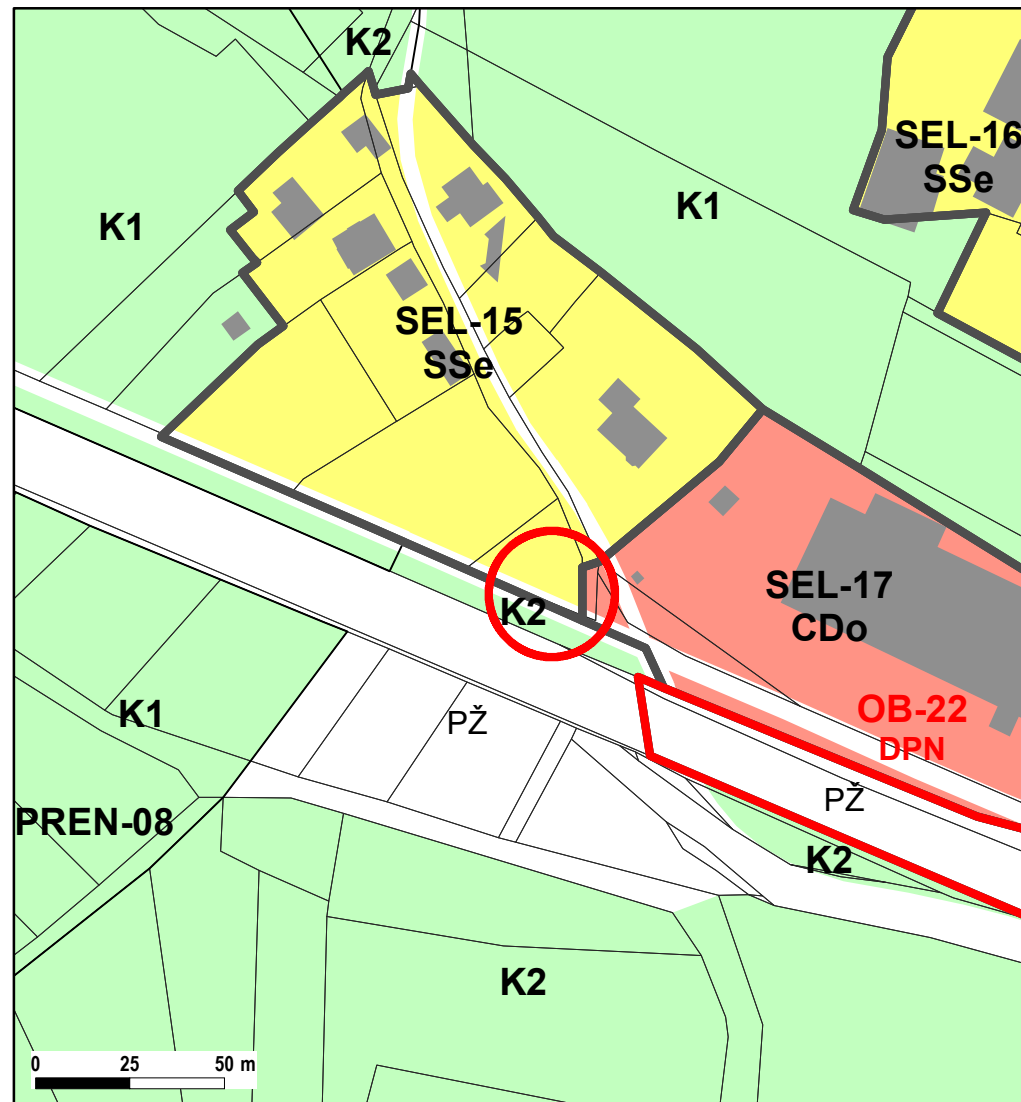 K2
SEL-16
SSe
K1
K1
SEL-15
SSe
SEL-17
CDo
K2
K1
PŽ
OB-22
DPN
PŽ
PREN-08
K2
K2
0 25 50 m